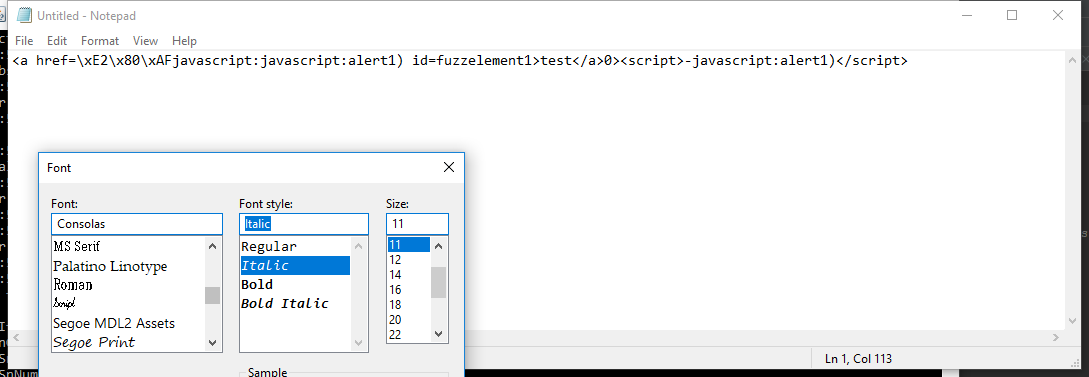 Untitled - Notepad
File Edit Format View Help
<a href=\xE2\x80\xAFjavascript:javascript:alert1) id=fuzzelement1>test</a>0><script>-javascript:alert1)</script>
Font
Font: Font style: Size:
Consolas Italic 11
MS Serif Regular 11
Palatino Linotype Italic 12
Roman Bold 14
Script Bold Italic 16
Segoe MDL2 Assets 18
Segoe Print 20
22
Sample
Ln 1, Col 113